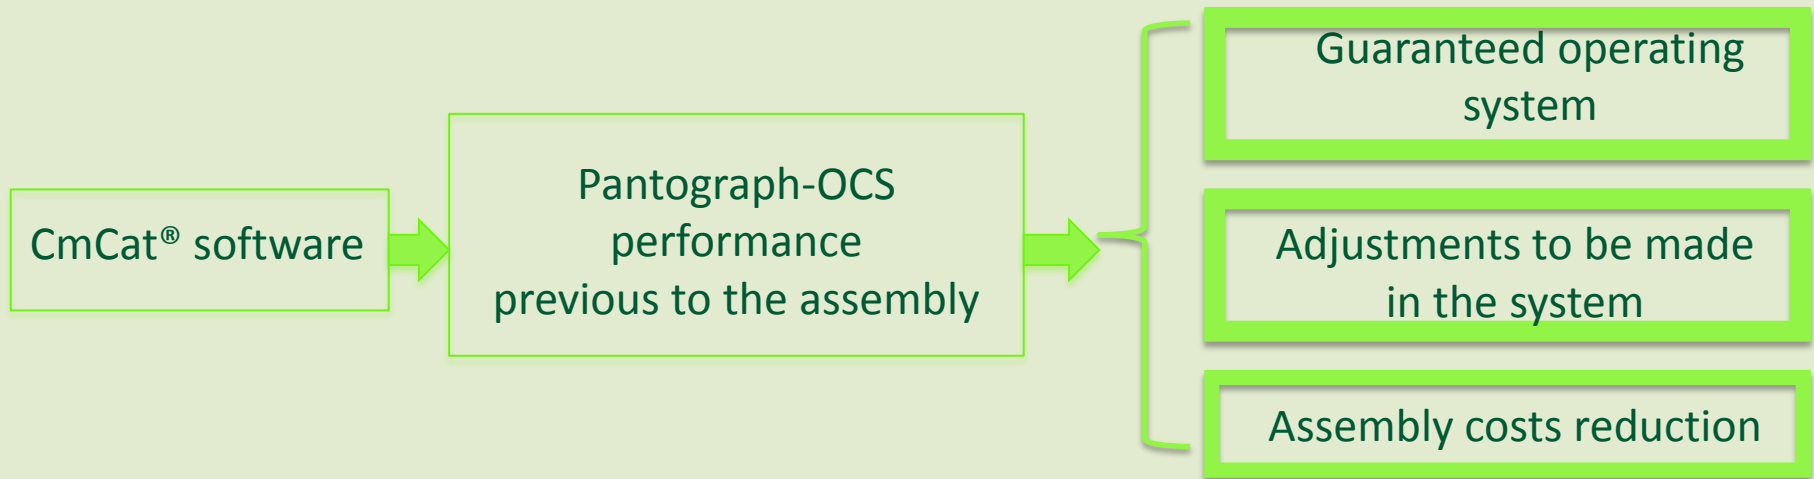 CmCat® software
Pantograph-OCS
performance
previous to the assembly
Guaranteed operating
system
Adjustments to be made
in the system
Assembly costs reduction